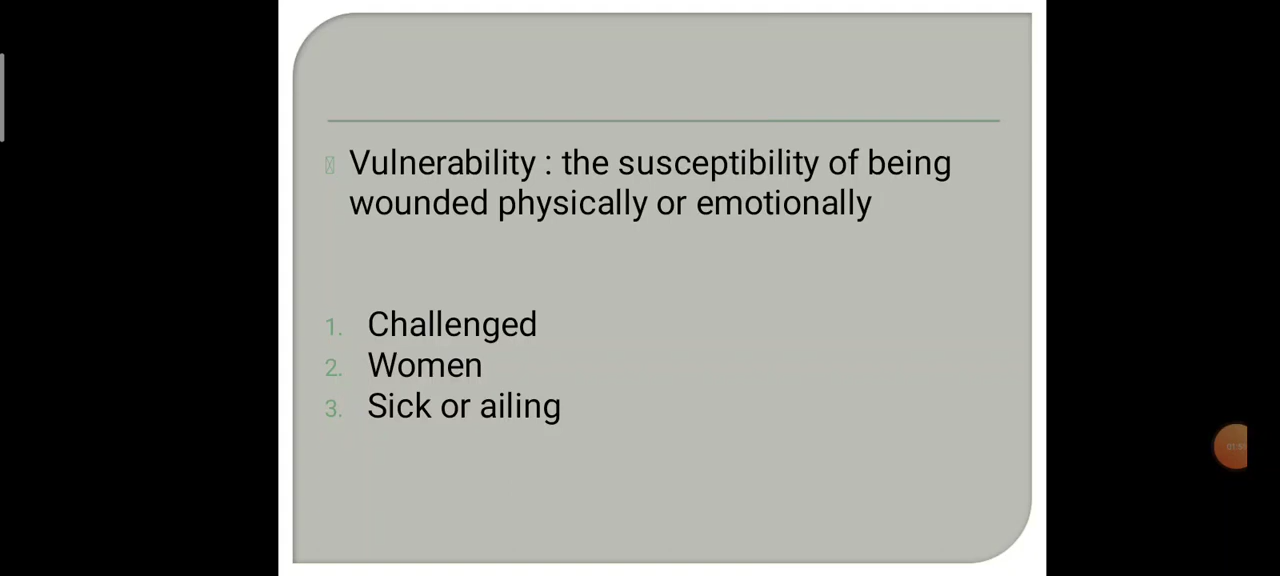 Vulnerability : the susceptibility of being
wounded physically or emotionally
1. Challenged
2. Women
3. Sick or ailing